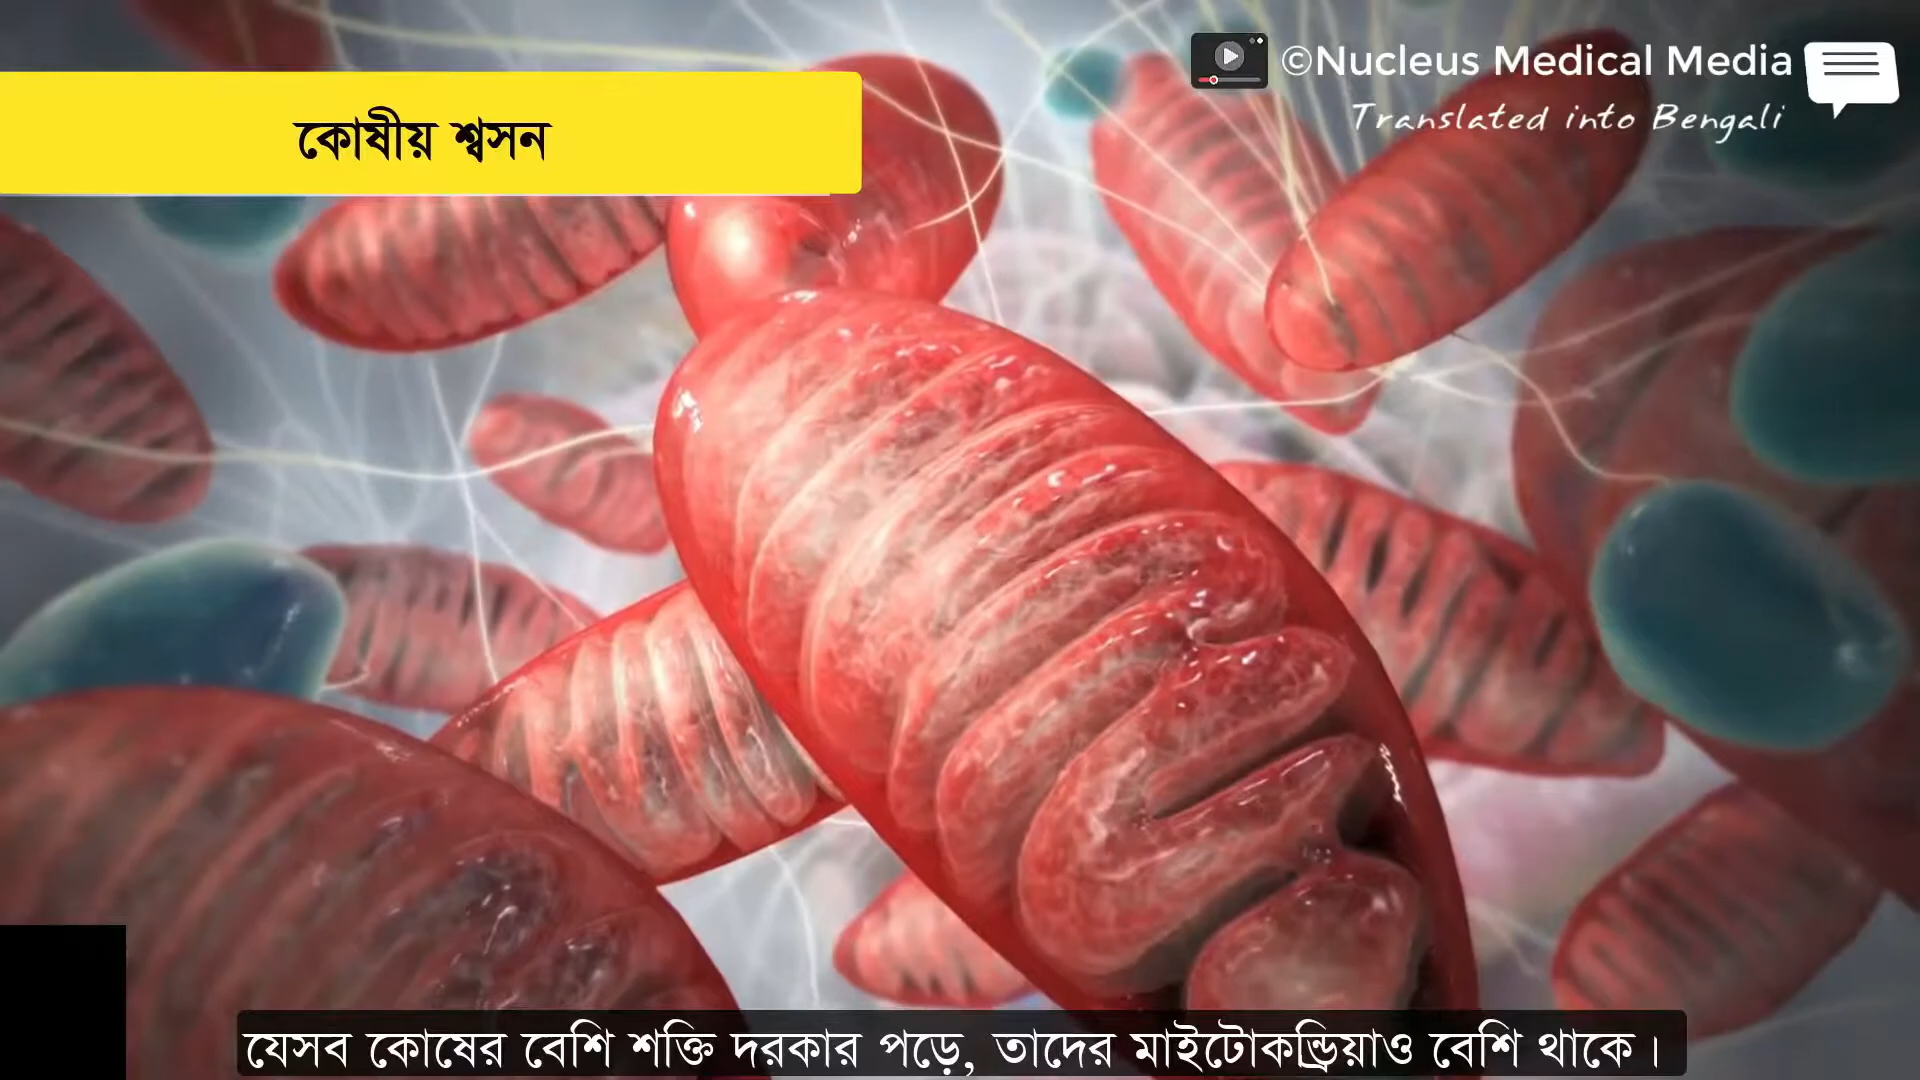 ©Nucleus Medical Media
Translated into Bengali
কোষীয় শ্বসন
যেসব কোষের বেশি শক্তি দরকার পড়ে, তাদের মাইটোকন্ড্রিয়াও বেশি থাকে।